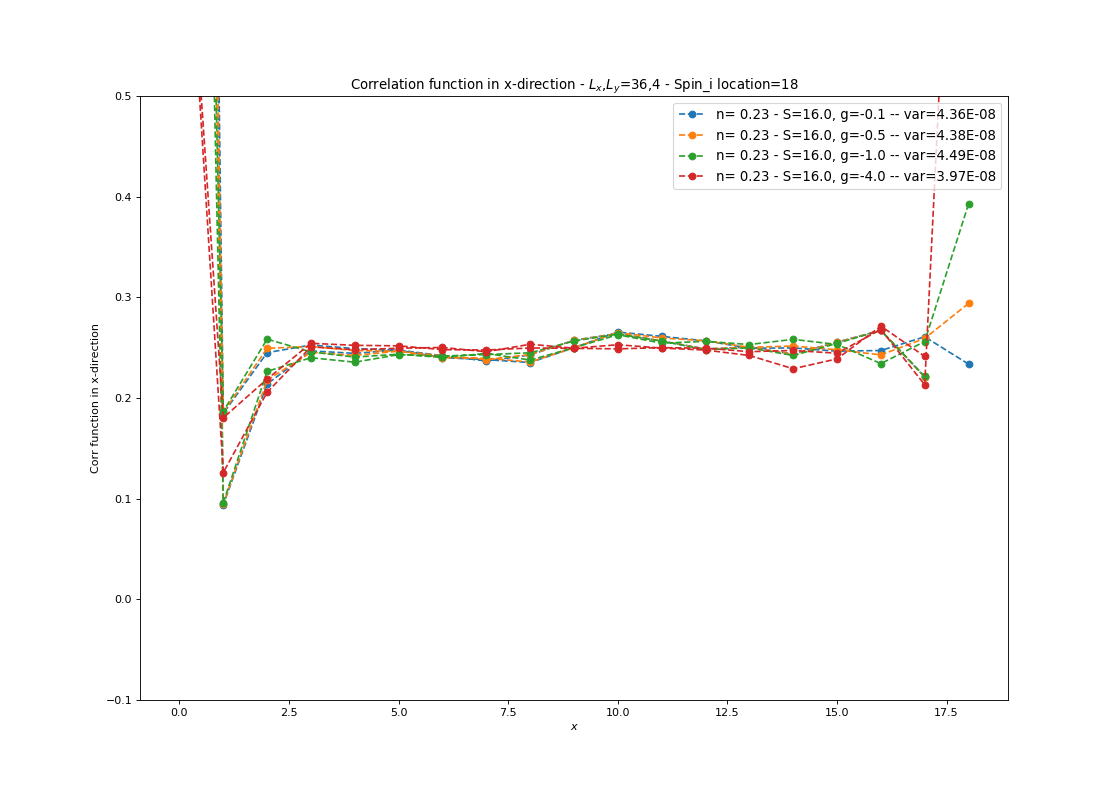 Correlation function in x-direction - Lx,Ly=36,4 - Spin_i location=18
0.5
n= 0.23 - S=16.0, g=-0.1 -- var=4.36E-08
n= 0.23 - S=16.0, g=-0.5 -- var=4.38E-08
n= 0.23 - S=16.0, g=-1.0 -- var=4.49E-08
n= 0.23 - S=16.0, g=-4.0 -- var=3.97E-08
0.4
0.3
0.2
0.1
0.0
−0.1
Corr function in x-direction
0.0 2.5 5.0 7.5 10.0 12.5 15.0 17.5
x